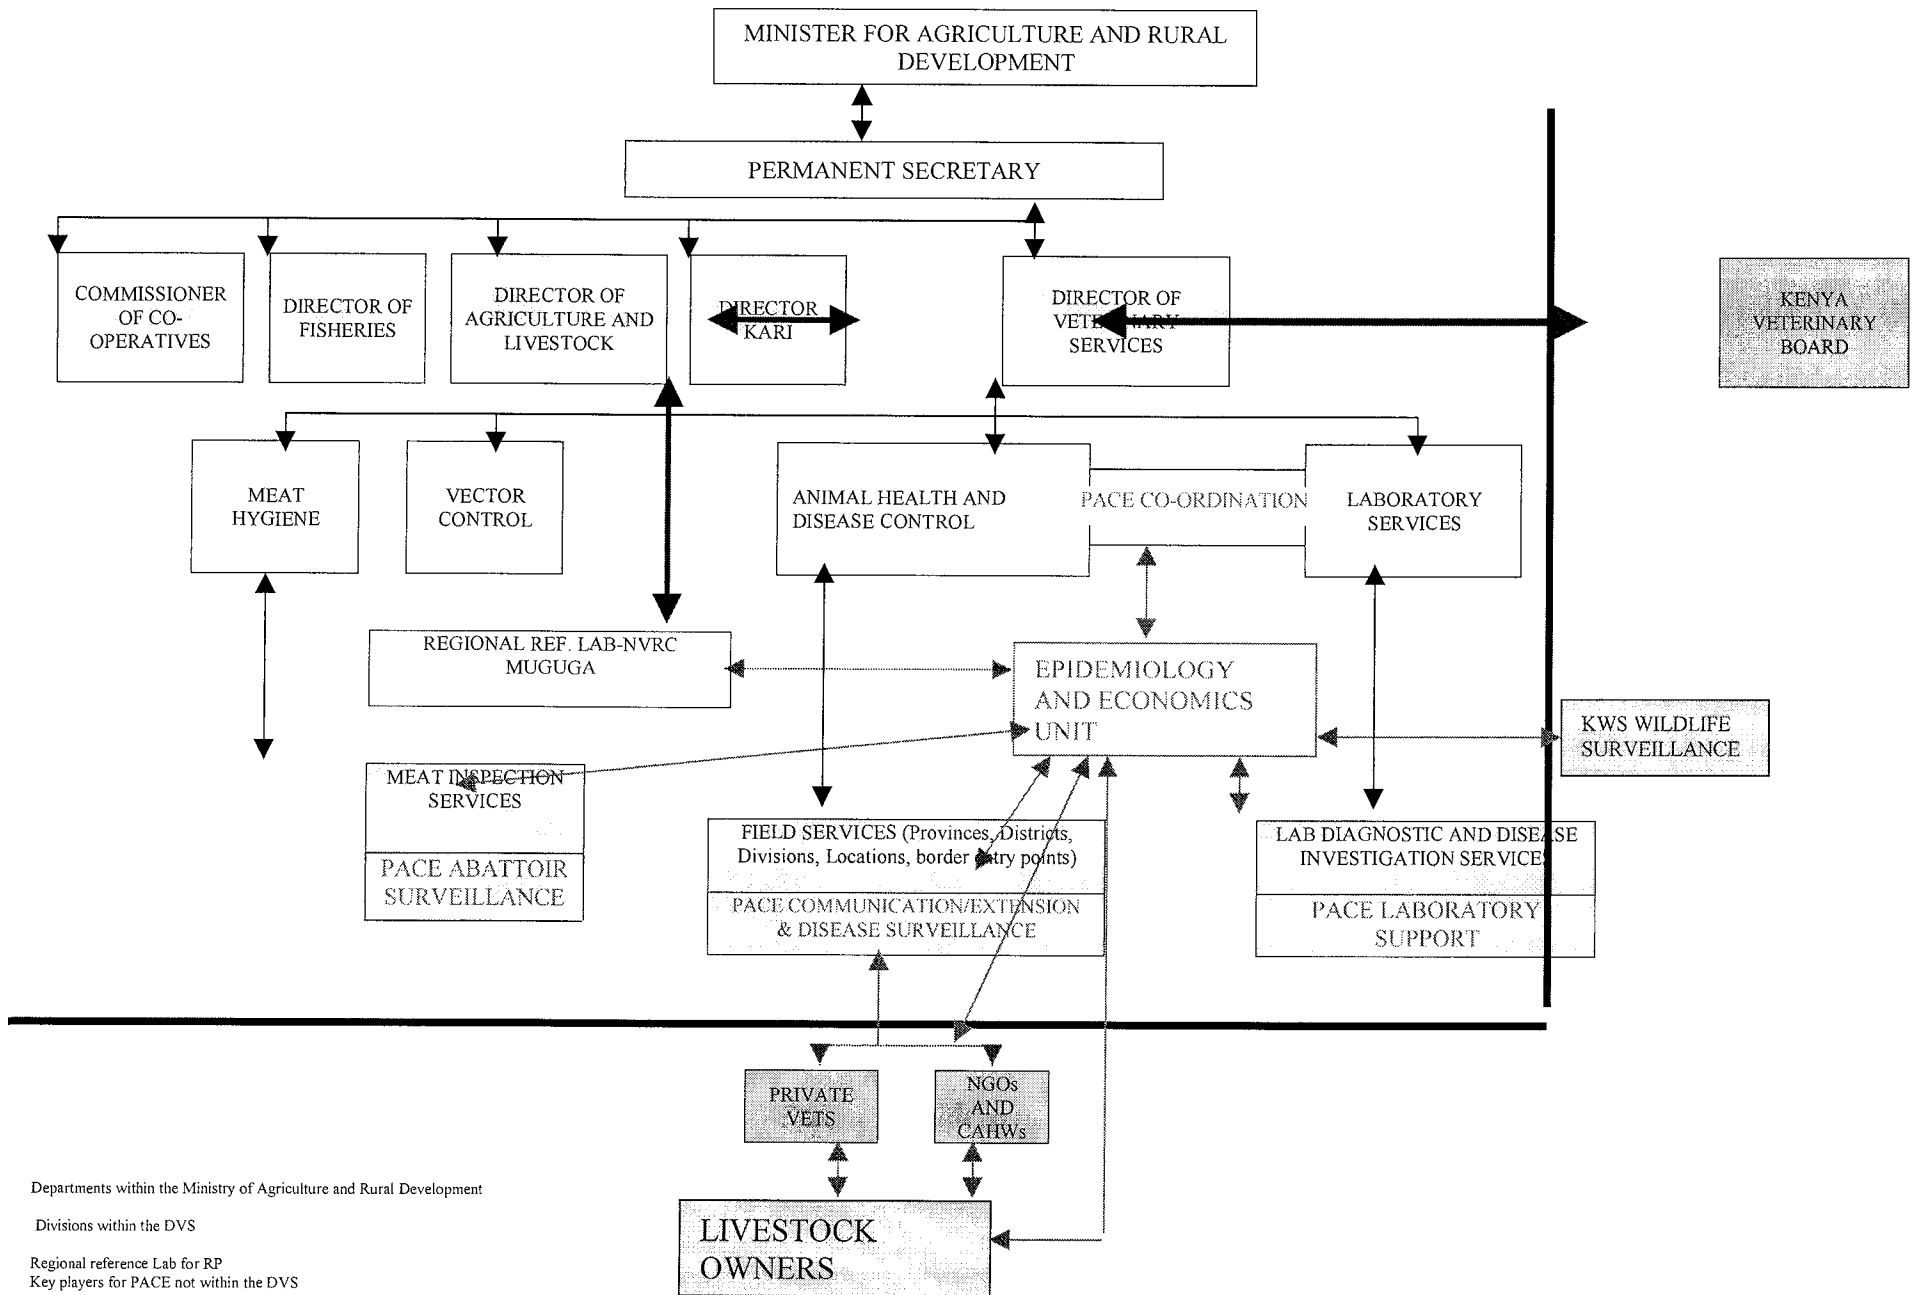 MINISTER FOR AGRICULTURE AND RURAL
DEVELOPMENT
PERMANENT SECRETARY
COMMISSIONER
OF CO-
OPERATIVES
DIRECTOR OF
FISHERIES
DIRECTOR OF
AGRICULTURE AND
LIVESTOCK
DIRECTOR
KARI
DIRECTOR OF
VETERINARY
SERVICES
KENYA
VETERINARY
BOARD
MEAT
HYGIENE
VECTOR
CONTROL
ANIMAL HEALTH AND
DISEASE CONTROL
PACE CO-ORDINATION
LABORATORY
SERVICES
REGIONAL REF. LAB-NVRC
MUGUGA
EPIDEMIOLOGY
AND ECONOMICS
UNIT
KWS WILDLIFE
SURVEILLANCE
MEAT INSPECTION
SERVICES
PACE ABATTOIR
SURVEILLANCE
FIELD SERVICES (Provinces, Districts,
Divisions, Locations, border entry points)
PACE COMMUNICATION/EXTENSION
& DISEASE SURVEILLANCE
LAB DIAGNOSTIC AND DISEASE
INVESTIGATION SERVICES
PACE LABORATORY
SUPPORT
PRIVATE
VETS
NGOs
AND
CAHWs
LIVESTOCK
OWNERS
Departments within the Ministry of Agriculture and Rural Development
Divisions within the DVS
Regional reference Lab for RP
Key players for PACE not within the DVS